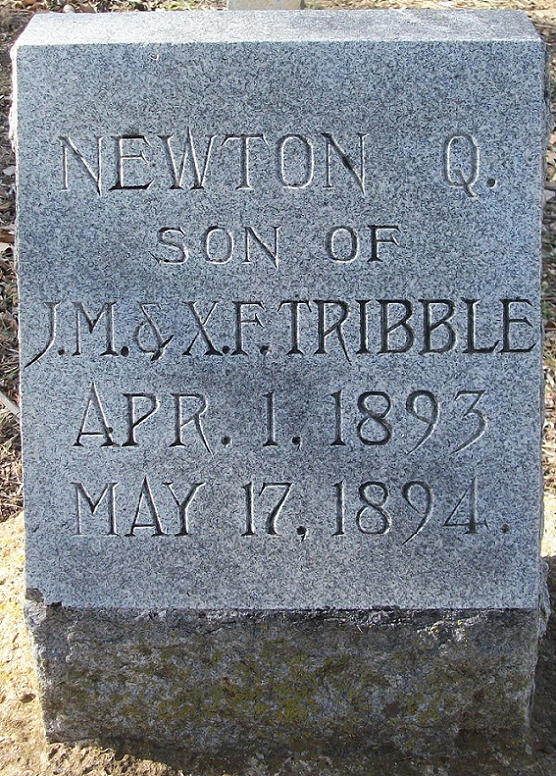 NEWTON Q.
SON OF
J.M. & X.F. TRIBBLE
APR. 1, 1893
MAY 17, 1894.